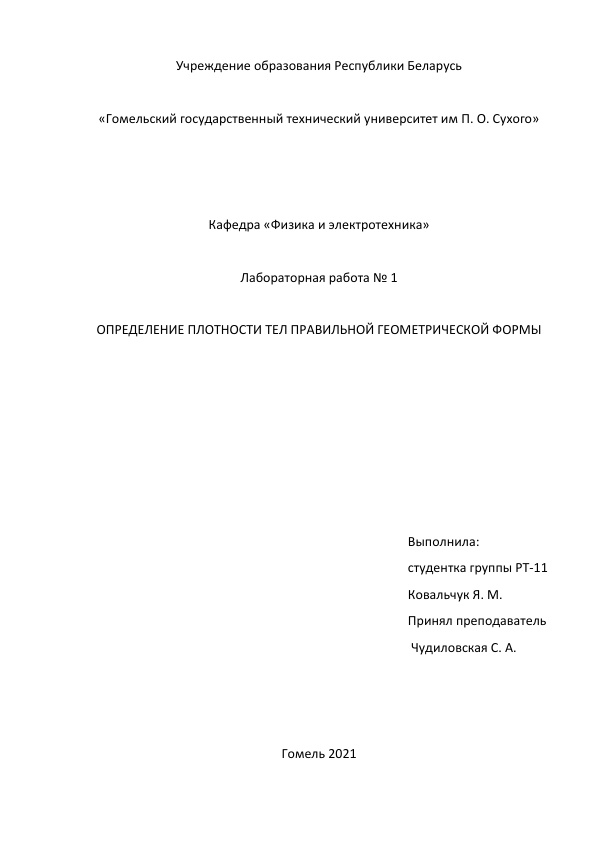 Учреждение образования Республики Беларусь
«Гомельский государственный технический университет им П. О. Сухого»
Кафедра «Физика и электротехника»
Лабораторная работа № 1
ОПРЕДЕЛЕНИЕ ПЛОТНОСТИ ТЕЛ ПРАВИЛЬНОЙ ГЕОМЕТРИЧЕСКОЙ ФОРМЫ
Выполнила:
студентка группы РТ-11
Ковальчук Я. М.
Принял преподаватель
Чудиловская С. А.
Гомель 2021